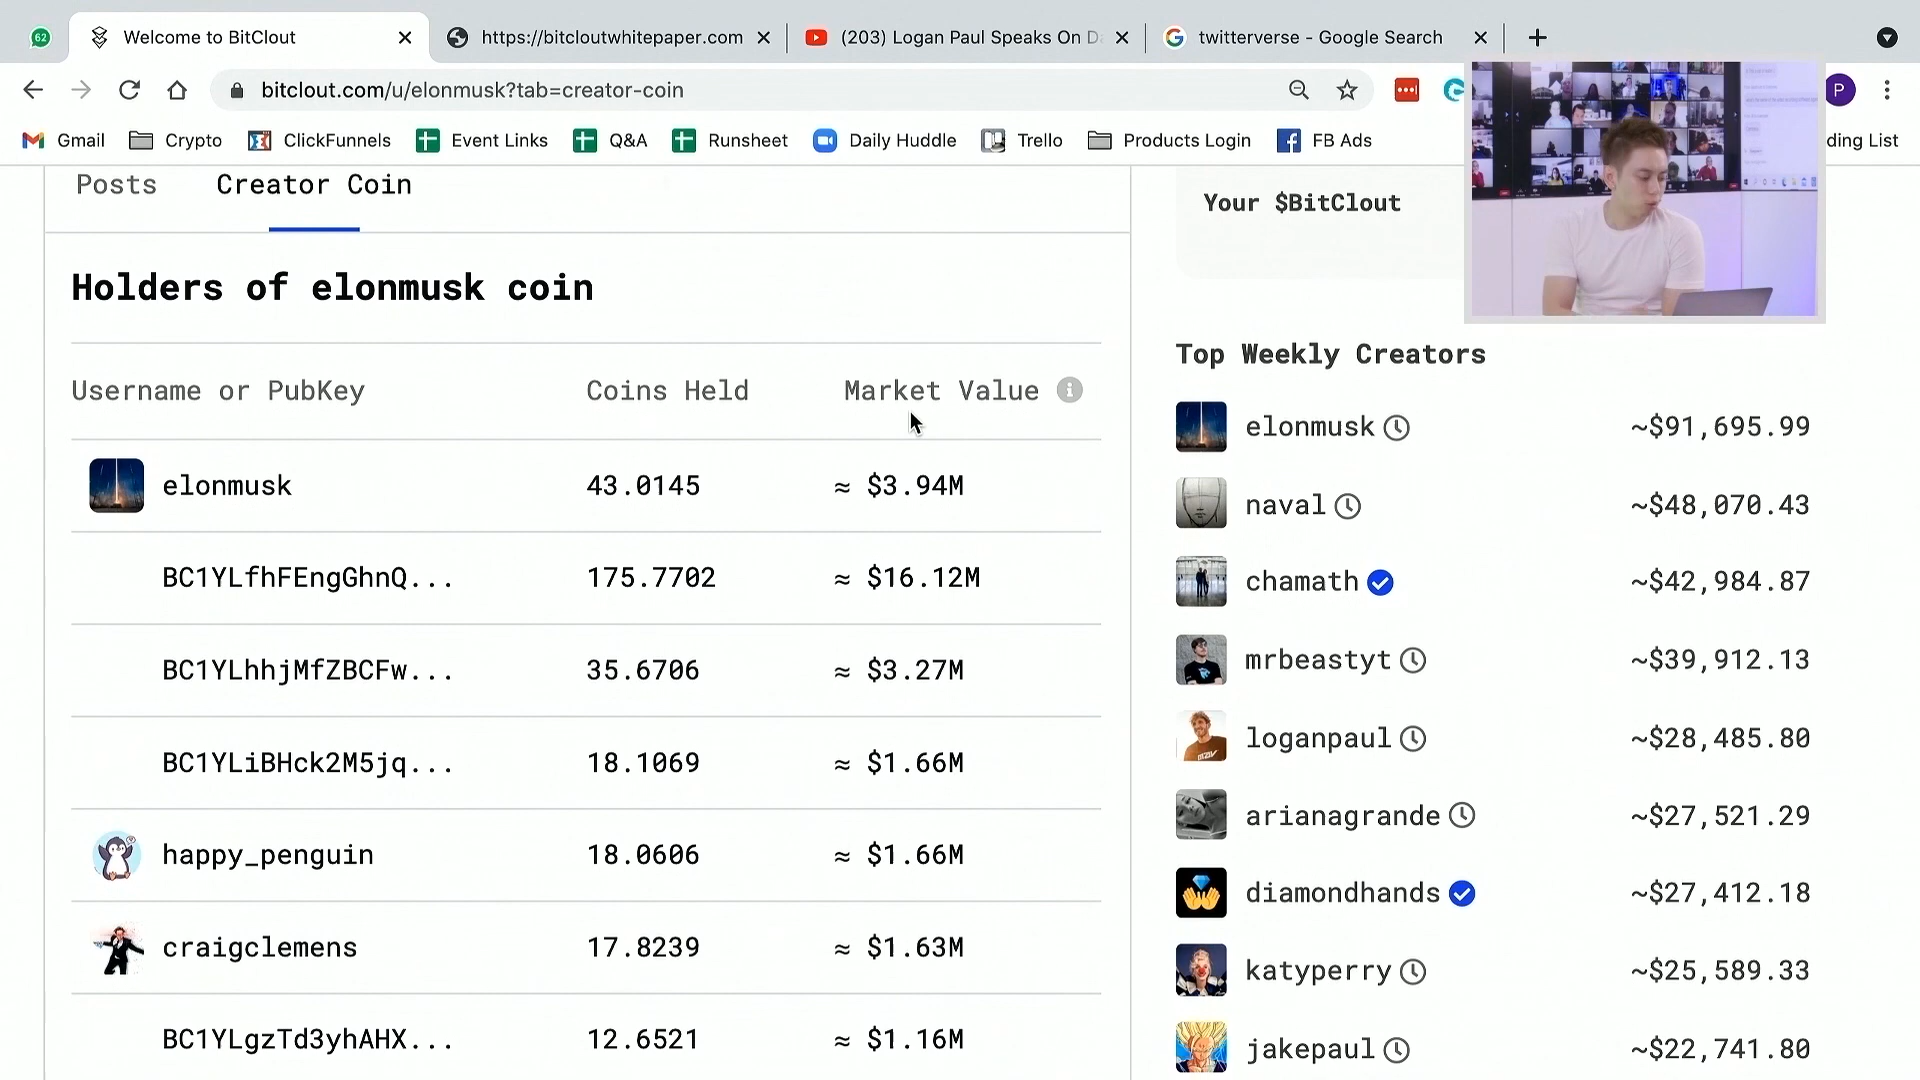 62
Welcome to BitClout
https://bitcloutwhitepaper.com
(203) Logan Paul Speaks On Da
twitterverse - Google Search
bitclout.com/u/elonmusk?tab=creator-coin
P
Gmail
Crypto
ClickFunnels
Event Links
Q&A
Runsheet
Daily Huddle
Trello
Products Login
FB Ads
ding List
Posts
Creator Coin
Your $BitClout
Holders of elonmusk coin
Top Weekly Creators
Username or PubKey
Coins Held
Market Value
elonmusk
43.0145
≈ $3.94M
BC1YLfhFEngGhnQ...
175.7702
≈ $16.12M
BC1YLhhjMfZBCFw...
35.6706
≈ $3.27M
BC1YLiBHck2M5jq...
18.1069
≈ $1.66M
happy_penguin
18.0606
≈ $1.66M
craigclemens
17.8239
≈ $1.63M
BC1YLgzTd3yhAHX...
12.6521
≈ $1.16M
elonmusk
~$91,695.99
naval
~$48,070.43
chamath
~$42,984.87
mrbeastyt
~$39,912.13
loganpaul
~$28,485.80
arianagrande
~$27,521.29
diamondhands
~$27,412.18
katyperry
~$25,589.33
jakepaul
~$22,741.80